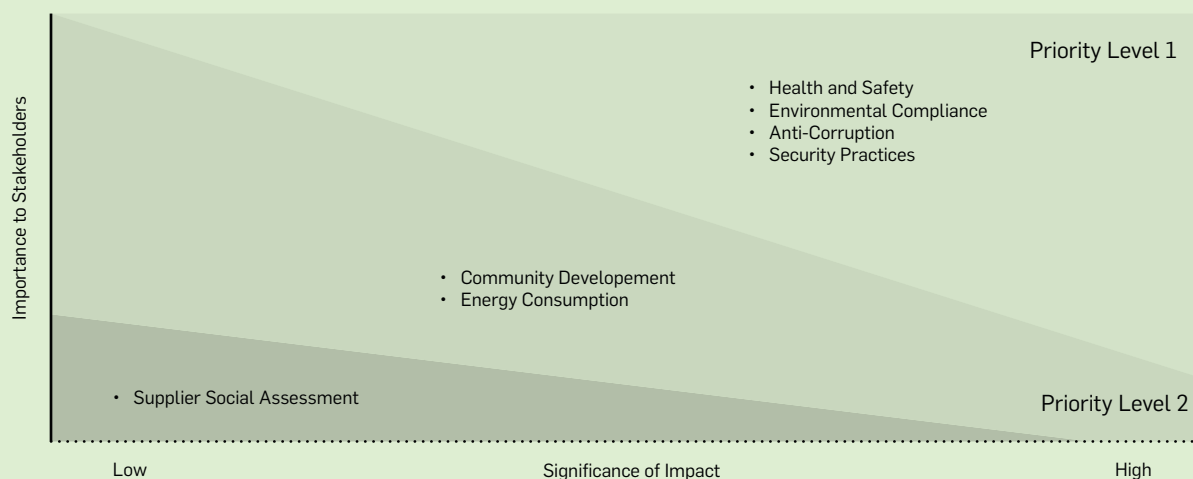 Importance to Stakeholders
Priority Level 1
• Health and Safety
• Environmental Compliance
• Anti-Corruption
• Security Practices
• Community Developement
• Energy Consumption
• Supplier Social Assessment
Priority Level 2
Low
Significance of Impact
High